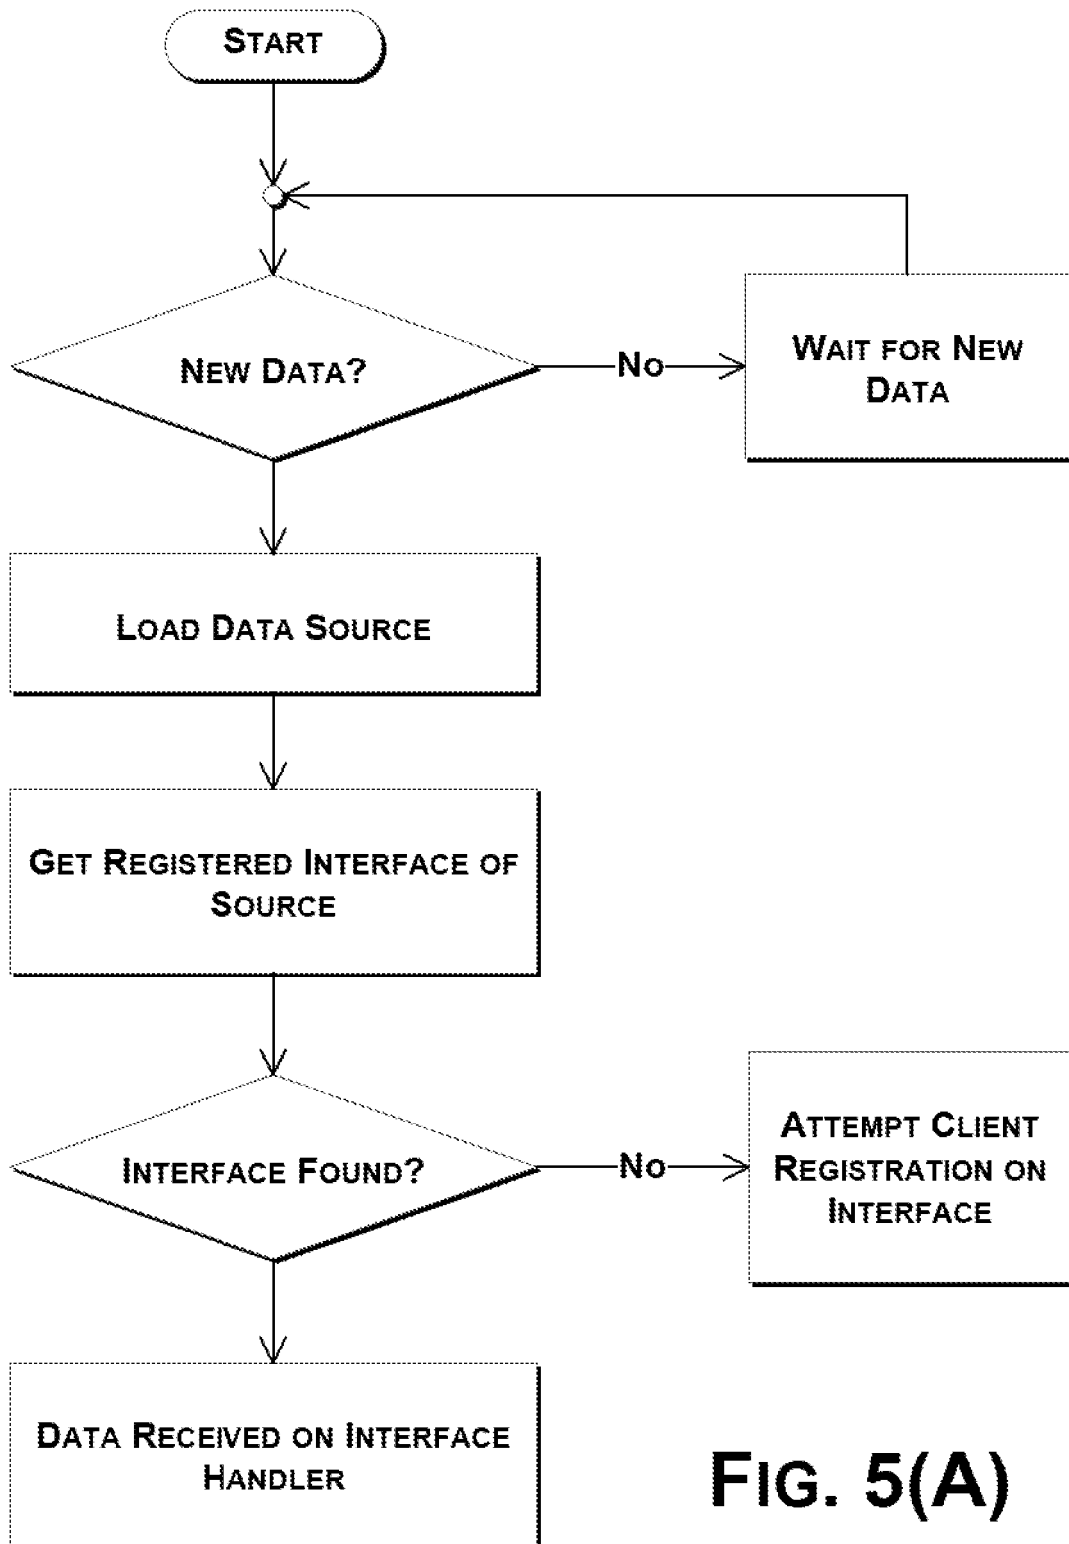 START
NEW DATA?
No
WAIT FOR NEW
DATA
LOAD DATA SOURCE
GET REGISTERED INTERFACE OF
SOURCE
INTERFACE FOUND?
No
ATTEMPT CLIENT
REGISTRATION ON
INTERFACE
DATA RECEIVED ON INTERFACE
HANDLER
FIG. 5(A)